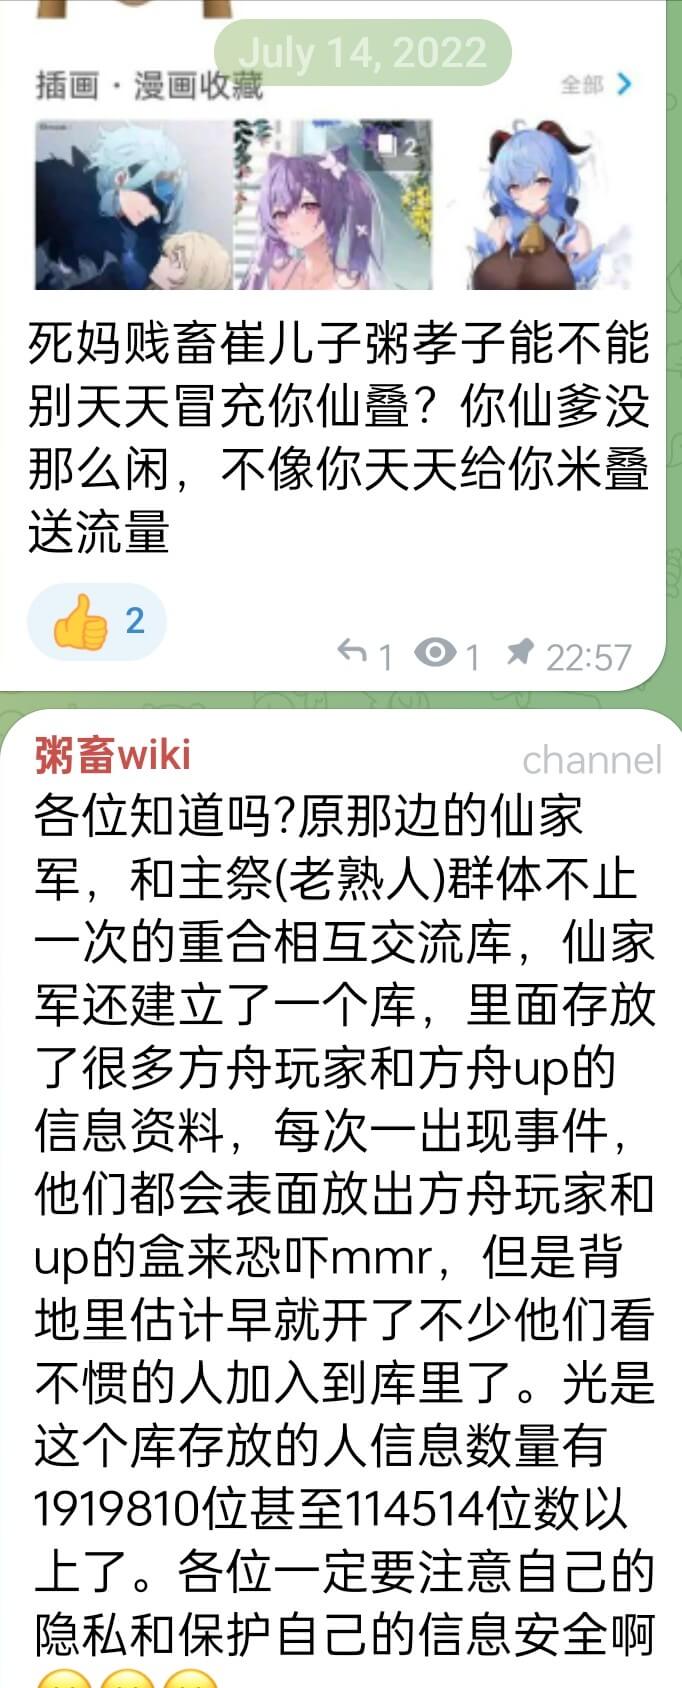 July 14, 2022
插画·漫画收藏
全部
2
死妈贱畜崔儿子粥孝子能不能
别天天冒充你仙叠？你仙爹没
那么闲，不像你天天给你米叠
送流量
2
1 1 22:57
粥畜wiki
channel
各位知道吗?原那边的仙家
军，和主祭(老熟人)群体不止
一次的重合相互交流库，仙家
军还建立了一个库，里面存放
了很多方舟玩家和方舟up的
信息资料，每次一出现事件，
他们都会表面放出方舟玩家和
up的盒来恐吓mmr，但是背
地里估计早就开了不少他们看
不惯的人加入到库里了。光是
这个库存放的人信息数量有
1919810位甚至114514位数以
上了。各位一定要注意自己的
隐私和保护自己的信息安全啊